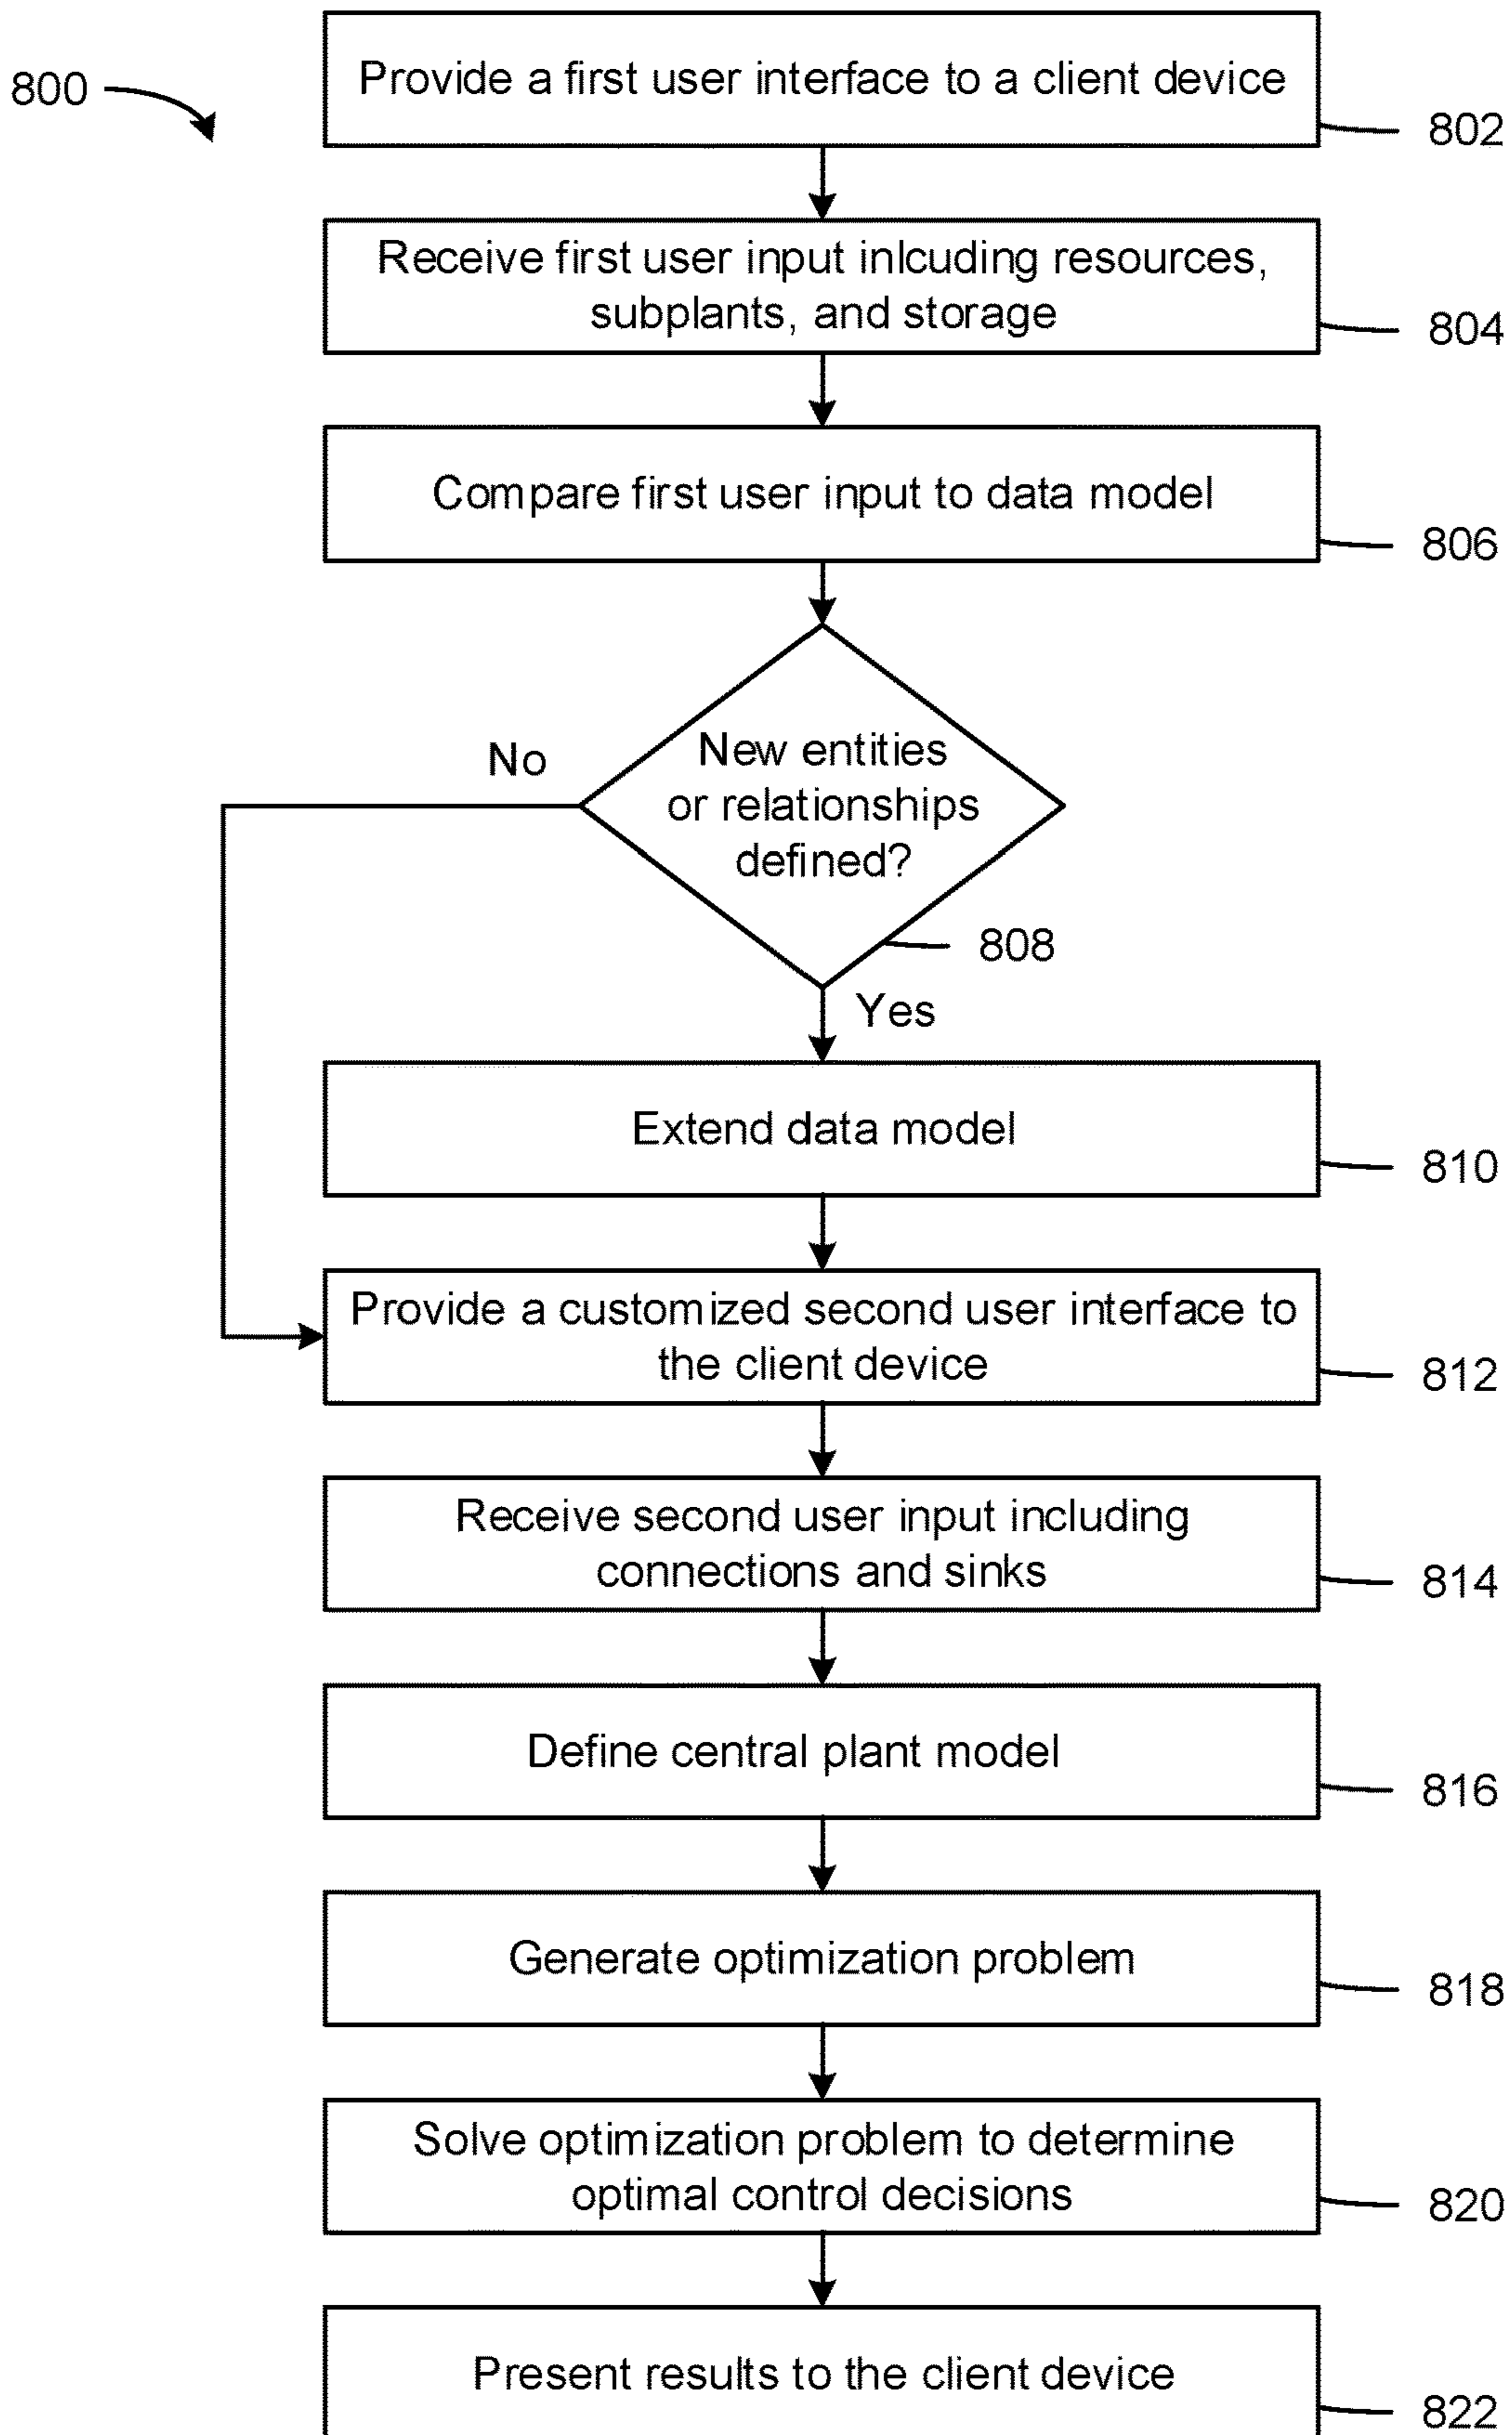 800
Provide a first user interface to a client device
802
Receive first user input inlcuding resources,
subplants, and storage
804
Compare first user input to data model
806
No
New entities
or relationships
defined?
808
Yes
Extend data model
810
Provide a customized second user interface to
the client device
812
Receive second user input including
connections and sinks
814
Define central plant model
816
Generate optimization problem
818
Solve optimization problem to determine
optimal control decisions
820
Present results to the client device
822